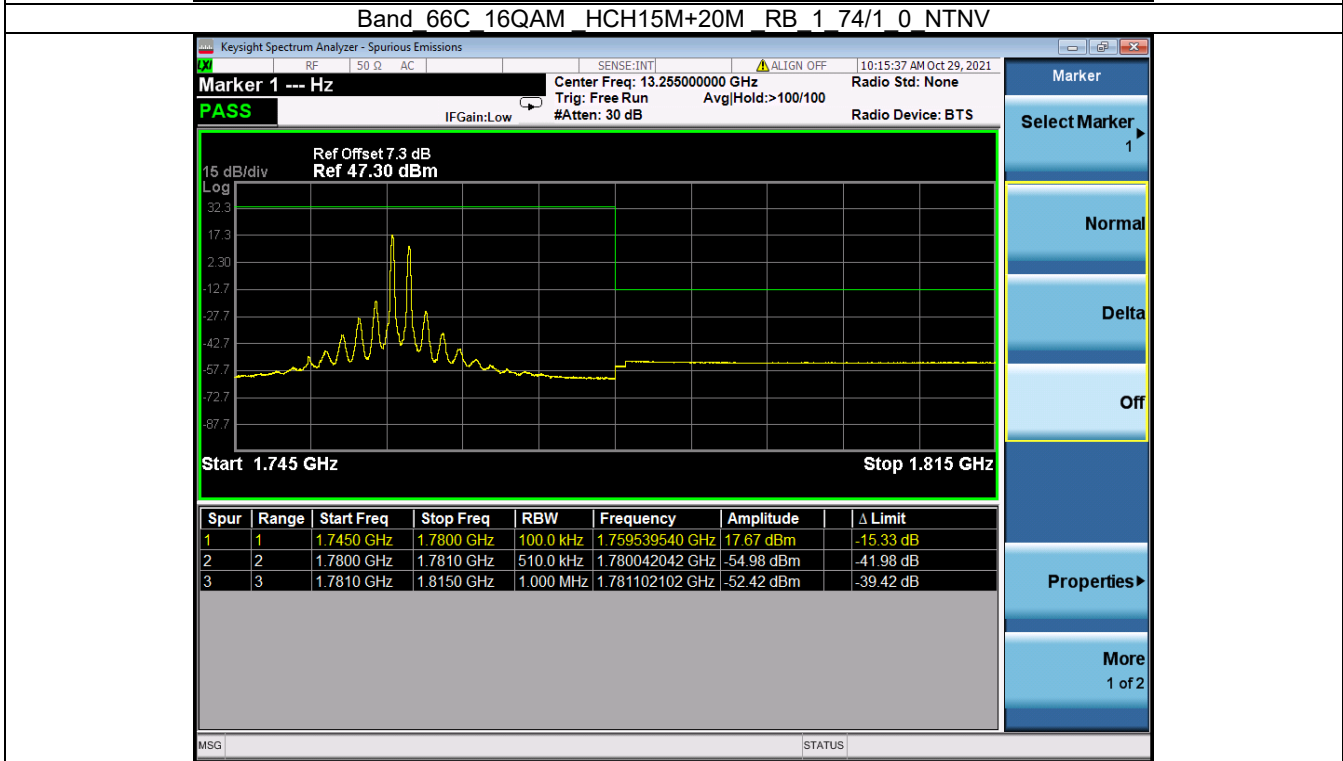 Band_66C_16QAM _HCH15M+20M _RB_1_74/1_0_NTNV
Keysight Spectrum Analyzer - Spurious Emissions
LXI RF 50 Ω AC SENSE:INT ALIGN OFF 10:15:37 AM Oct 29, 2021
Marker 1 --- Hz
Center Freq: 13.255000000 GHz
Radio Std: None
Trig: Free Run Avg|Hold:>100/100
PASS
IFGain:Low
#Atten: 30 dB
Radio Device: BTS
Ref Offset 7.3 dB
15 dB/div Ref 47.30 dBm
Log
32.3
17.3
2.30
-12.7
-27.7
-42.7
-57.7
-72.7
-87.7
Start 1.745 GHz Stop 1.815 GHz
Spur Range Start Freq Stop Freq RBW Frequency Amplitude Δ Limit
1 1 1.7450 GHz 1.7800 GHz 100.0 kHz 1.759539540 GHz 17.67 dBm -15.33 dB
2 2 1.7800 GHz 1.7810 GHz 510.0 kHz 1.780042042 GHz -54.98 dBm -41.98 dB
3 3 1.7810 GHz 1.8150 GHz 1.000 MHz 1.781102102 GHz -52.42 dBm -39.42 dB
MSG STATUS
Marker
Select Marker
1
Normal
Delta
Off
Properties
More
1 of 2